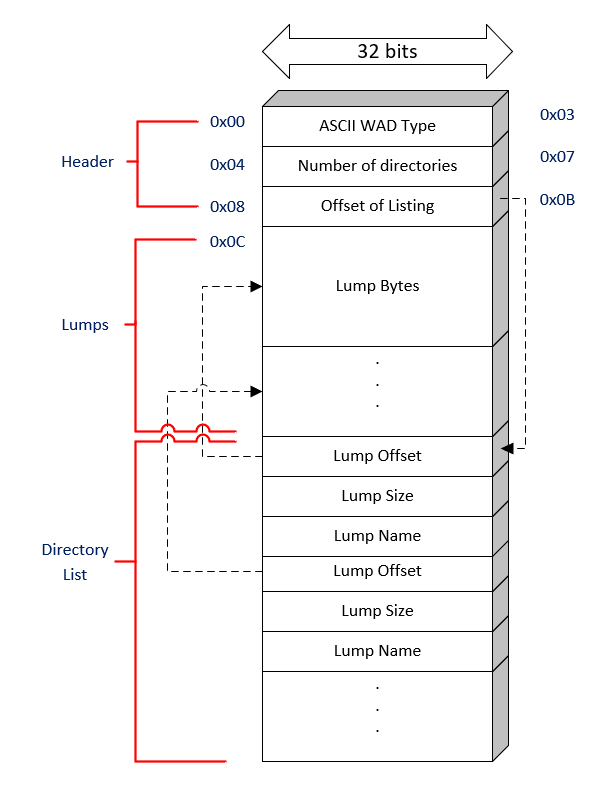 32 bits
0x00
ASCII WAD Type
0x03
Header
0x04
Number of directories
0x07
0x08
Offset of Listing
0x0B
0x0C
Lump Bytes
Lumps
.
.
.
Lump Offset
Lump Size
Lump Name
Directory
List
Lump Offset
Lump Size
Lump Name
.
.
.